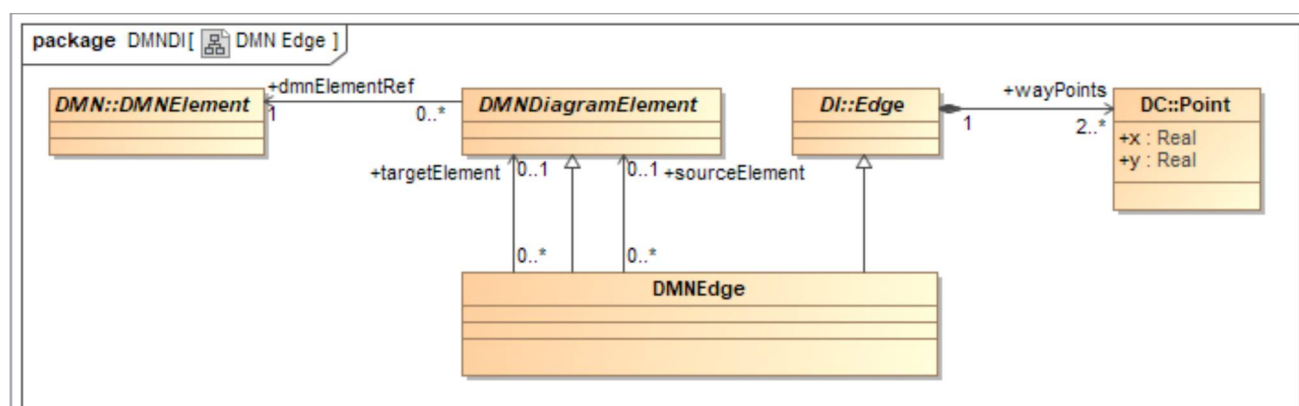 package DMNDI[ DMN Edge ]
DMN::DMNElement
+dmnElementRef
1
0..*
DMNDiagramElement
DI::Edge
1
+wayPoints
2..*
DC::Point
+x : Real
+y : Real
+targetElement
0..1
0..1
+sourceElement
0..*
0..*
DMNEdge